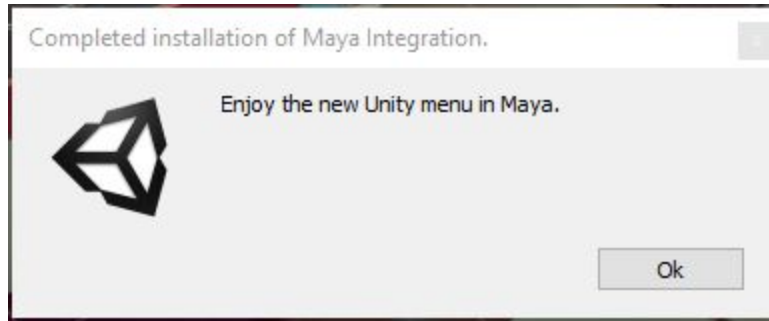 Completed installation of Maya Integration.
Enjoy the new Unity menu in Maya.
Ok